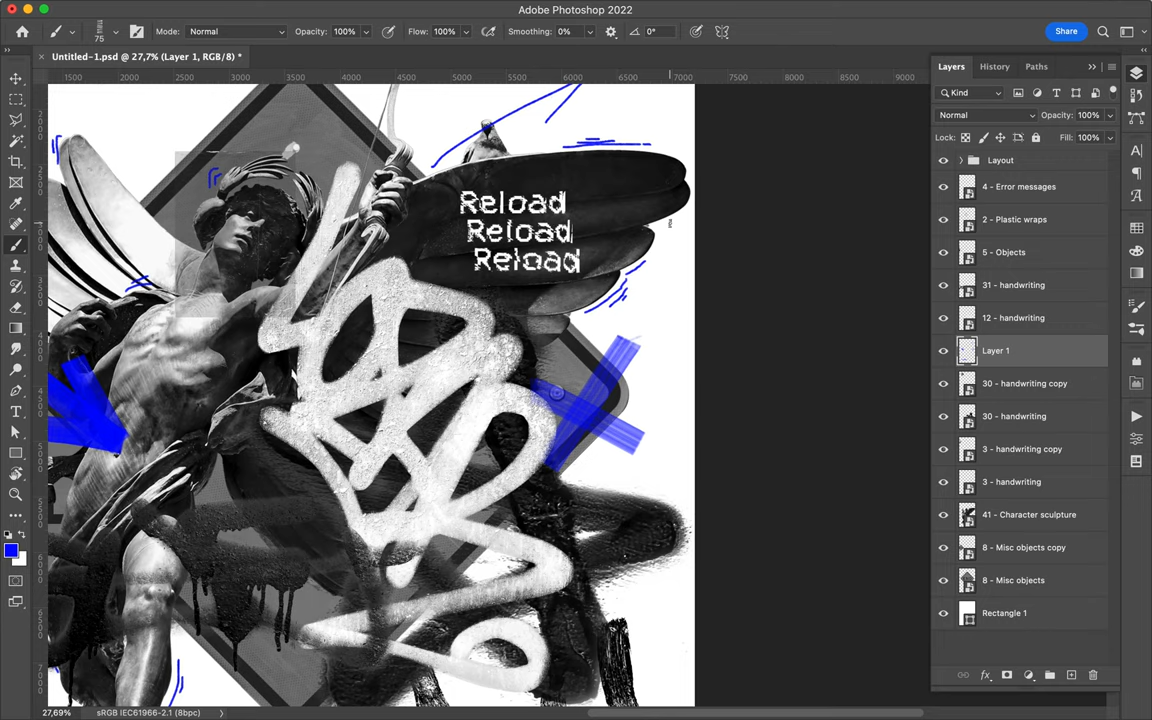 Adobe Photoshop 2022
75 Mode: Normal Opacity: 100% Flow: 100% Smoothing: 0% 0° Share
Untitled-1.psd @ 27,7% (Layer 1, RGB/8) *
1500 2000 2500 3000 3500 4000 4500 5000 5500 6000 6500 7000 7500 8000 8500 9000
Layers History Paths
Kind
Normal Opacity: 100%
Lock: Fill: 100%
Layout
4 - Error messages
2 - Plastic wraps
5 - Objects
31 - handwriting
12 - handwriting
Layer 1
30 - handwriting copy
30 - handwriting
3 - handwriting copy
3 - handwriting
41 - Character sculpture
8 - Misc objects copy
8 - Misc objects
Rectangle 1
Reload
Reload
Reload
27,69% sRGB IEC61966-2.1 (8bpc)